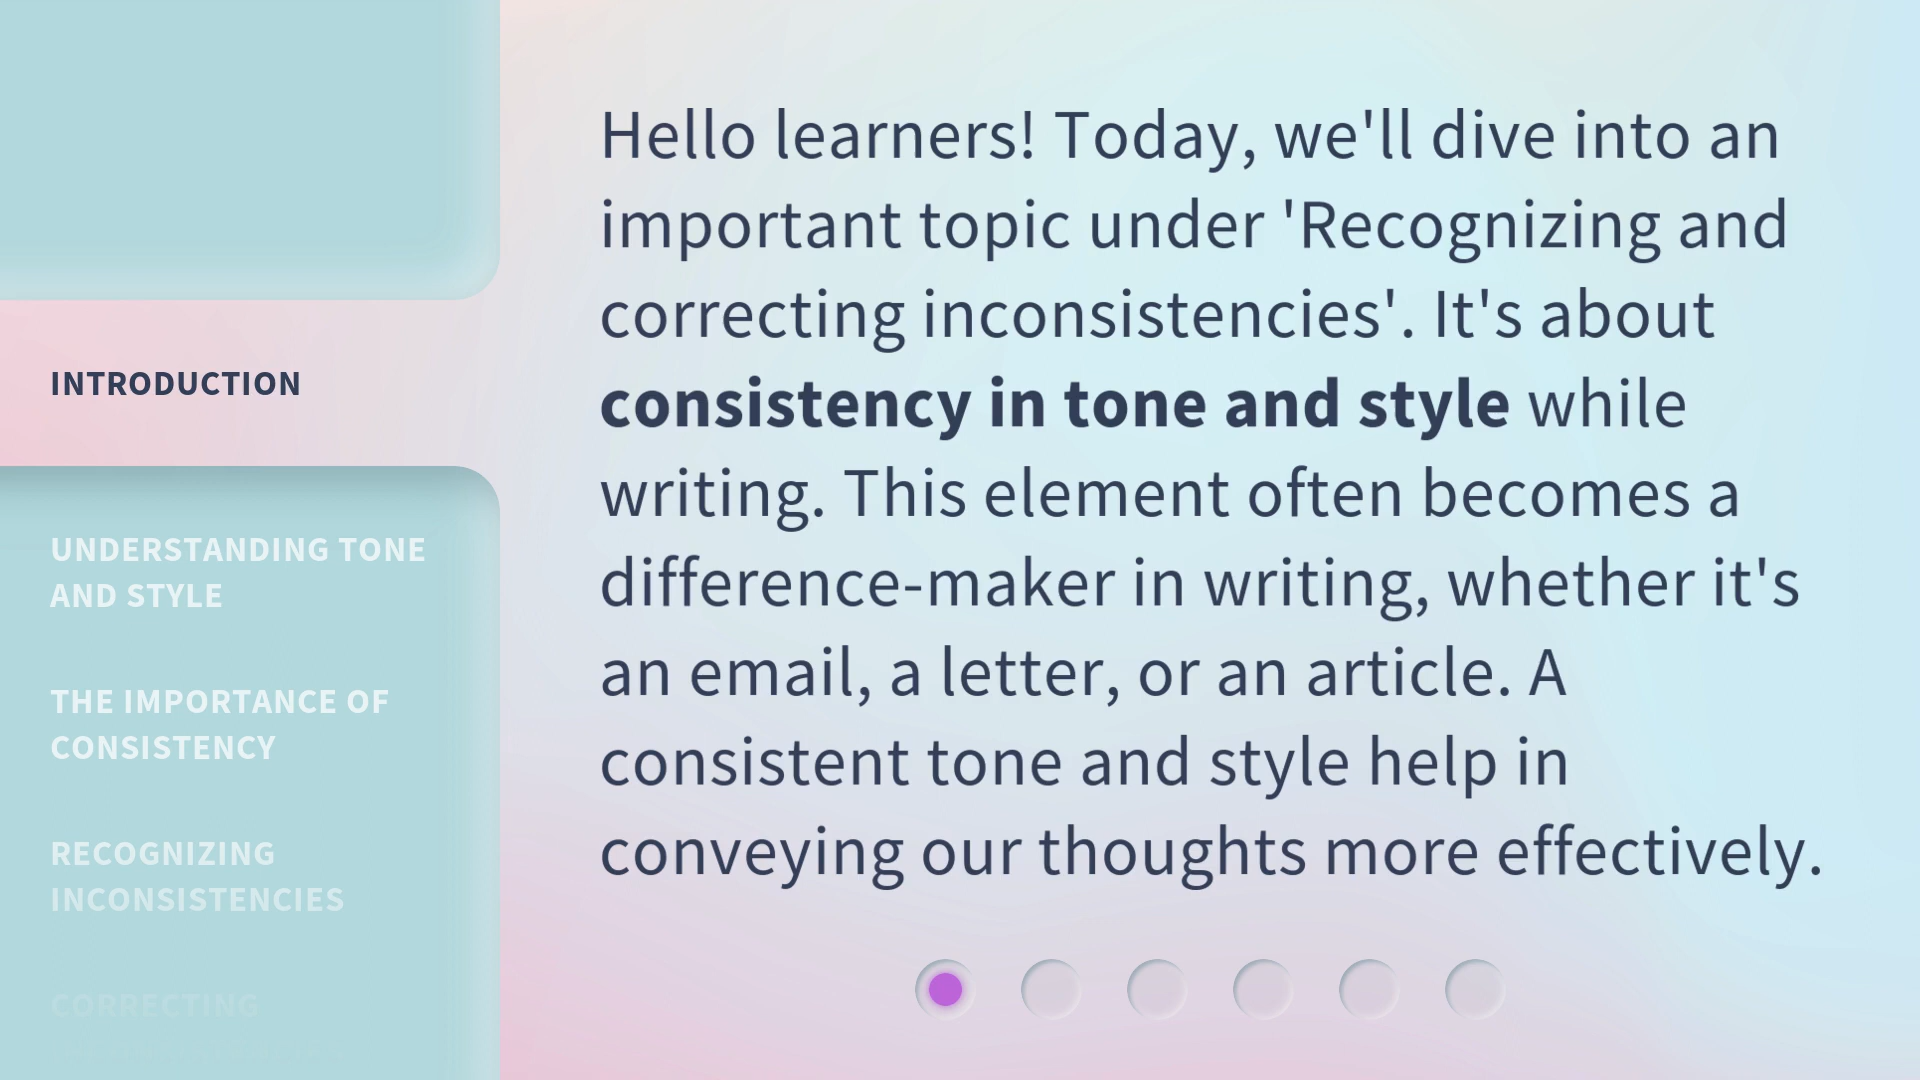 INTRODUCTION
UNDERSTANDING TONE
AND STYLE
THE IMPORTANCE OF
CONSISTENCY
RECOGNIZING
INCONSISTENCIES
CORRECTING
INCONSISTENCIES
Hello learners! Today, we'll dive into an
important topic under 'Recognizing and
correcting inconsistencies'. It's about
consistency in tone and style while
writing. This element often becomes a
difference-maker in writing, whether it's
an email, a letter, or an article. A
consistent tone and style help in
conveying our thoughts more effectively.